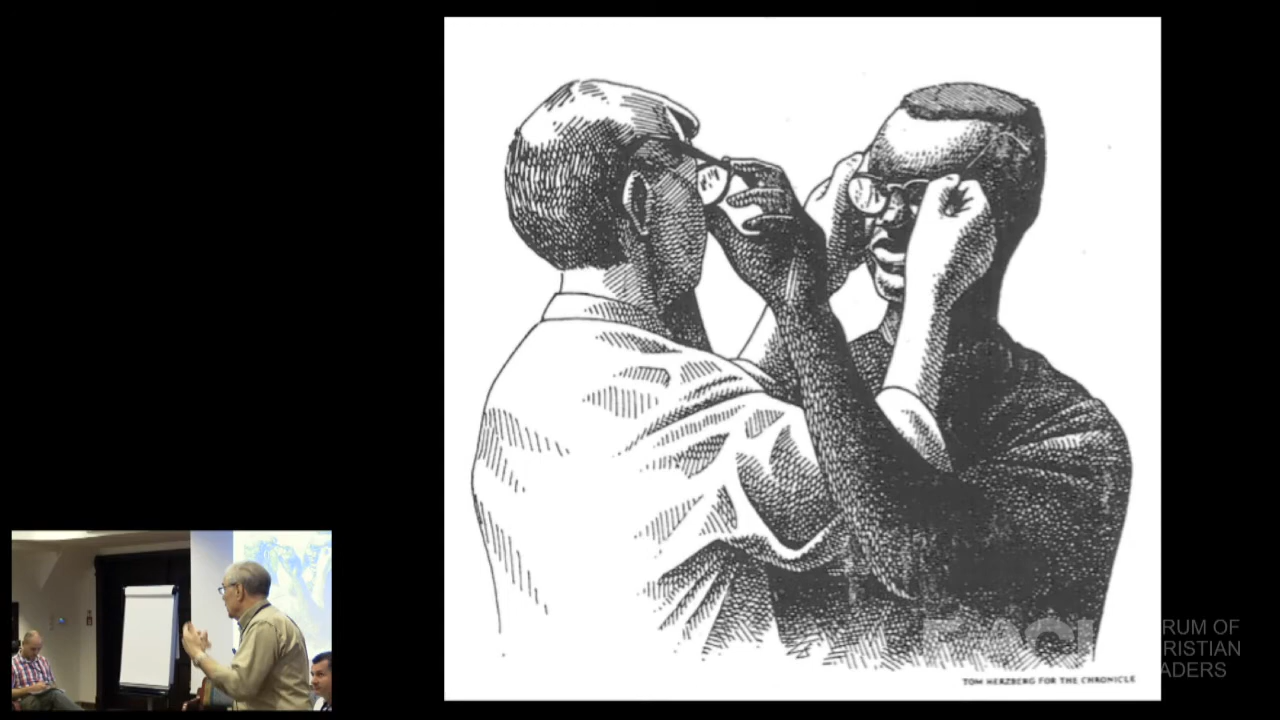 RUM OF
RISTIAN
ADERS
TOM HERZBERG FOR THE CHRONICLE